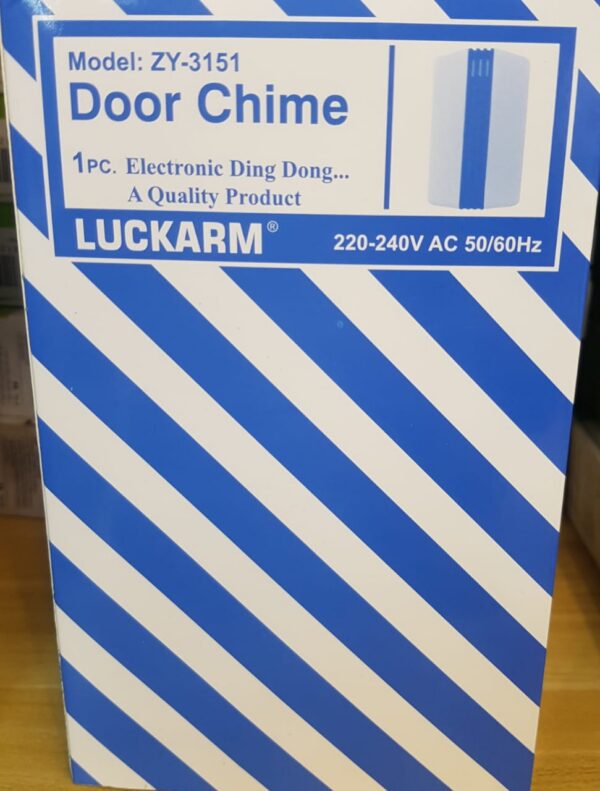 Model: ZY-3151
Door Chime
1PC. Electronic Ding Dong...
A Quality Product
LUCKARM®
220-240V AC 50/60Hz